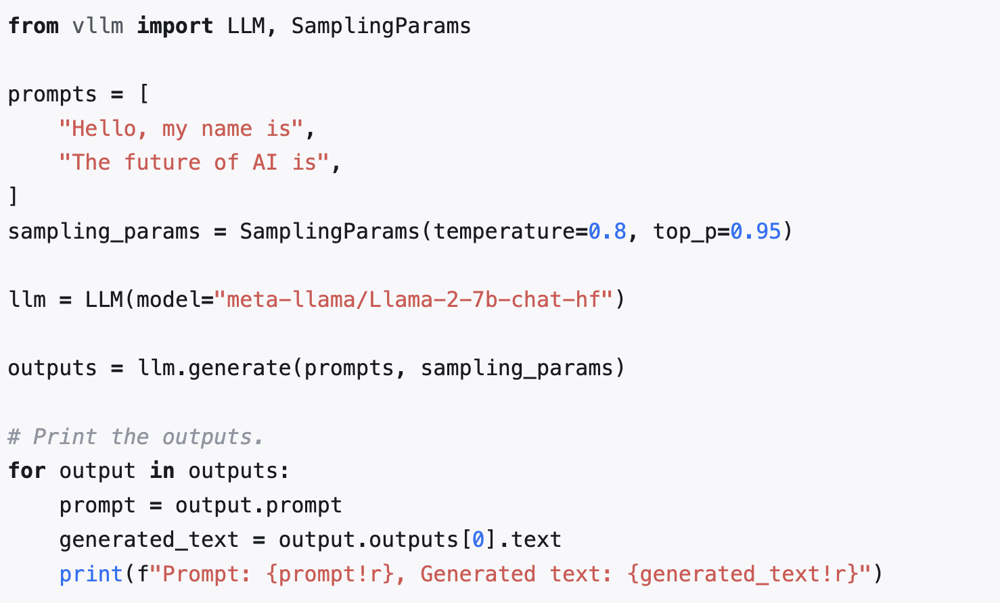 from vllm import LLM, SamplingParams
prompts = [
    "Hello, my name is",
    "The future of AI is",
]
sampling_params = SamplingParams(temperature=0.8, top_p=0.95)
llm = LLM(model="meta-llama/Llama-2-7b-chat-hf")
outputs = llm.generate(prompts, sampling_params)
# Print the outputs.
for output in outputs:
    prompt = output.prompt
    generated_text = output.outputs[0].text
    print(f"Prompt: {prompt!r}, Generated text: {generated_text!r}")